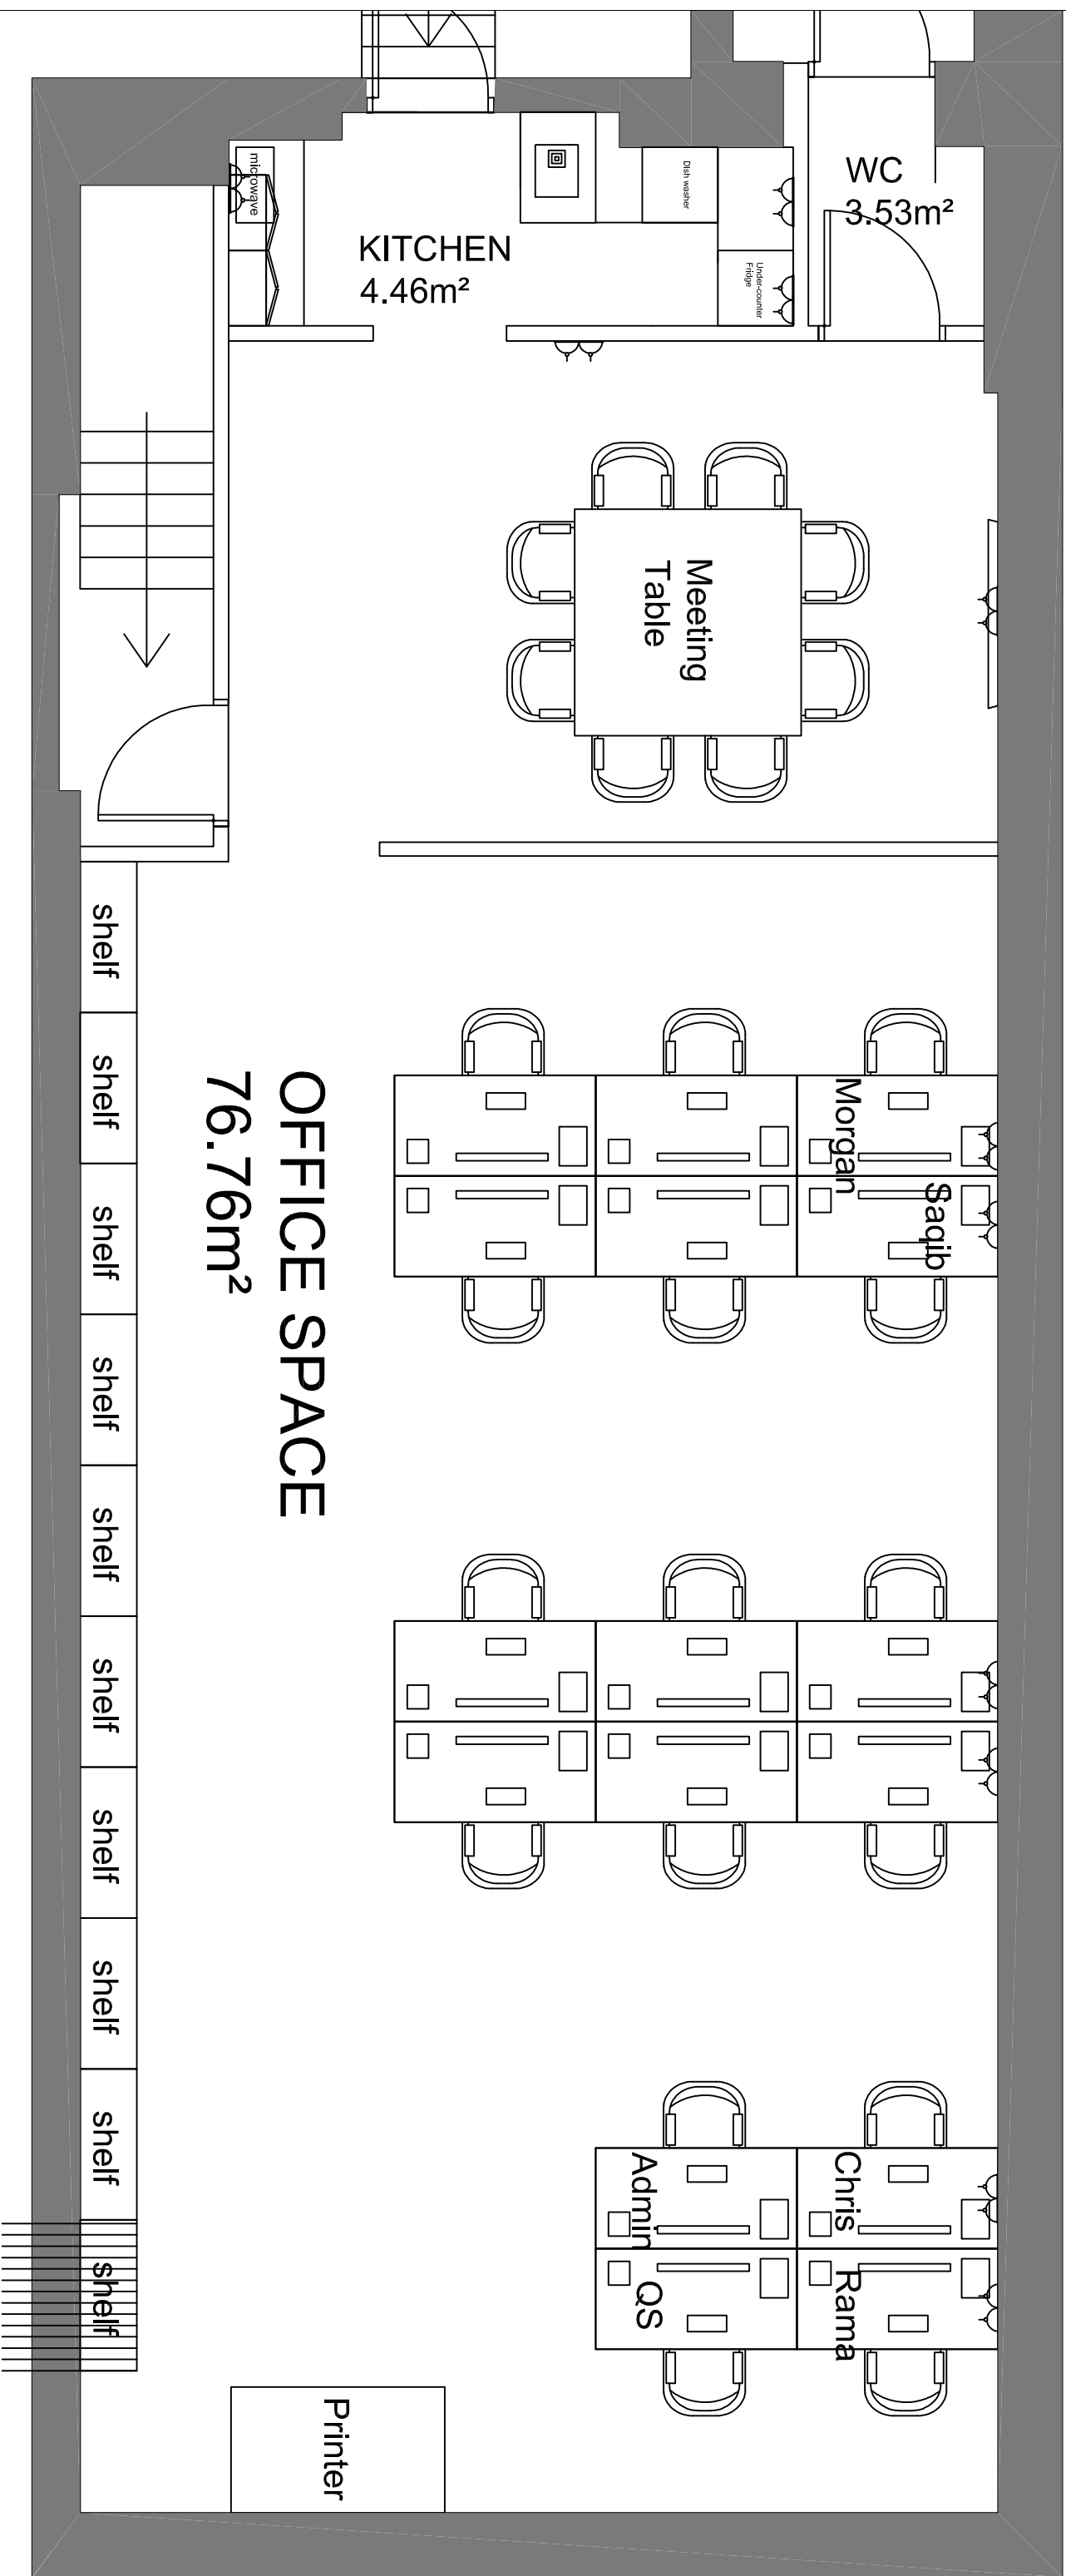 WC
3.53m²
microwave
Dish washer
KITCHEN
4.46m²
Under-counter
Fridge
Meeting
Table
shelf
shelf
shelf
shelf
shelf
shelf
shelf
shelf
shelf
shelf
OFFICE SPACE
76.76m²
Morgan
Saqib
Admin
Chris
QS
Rama
Printer